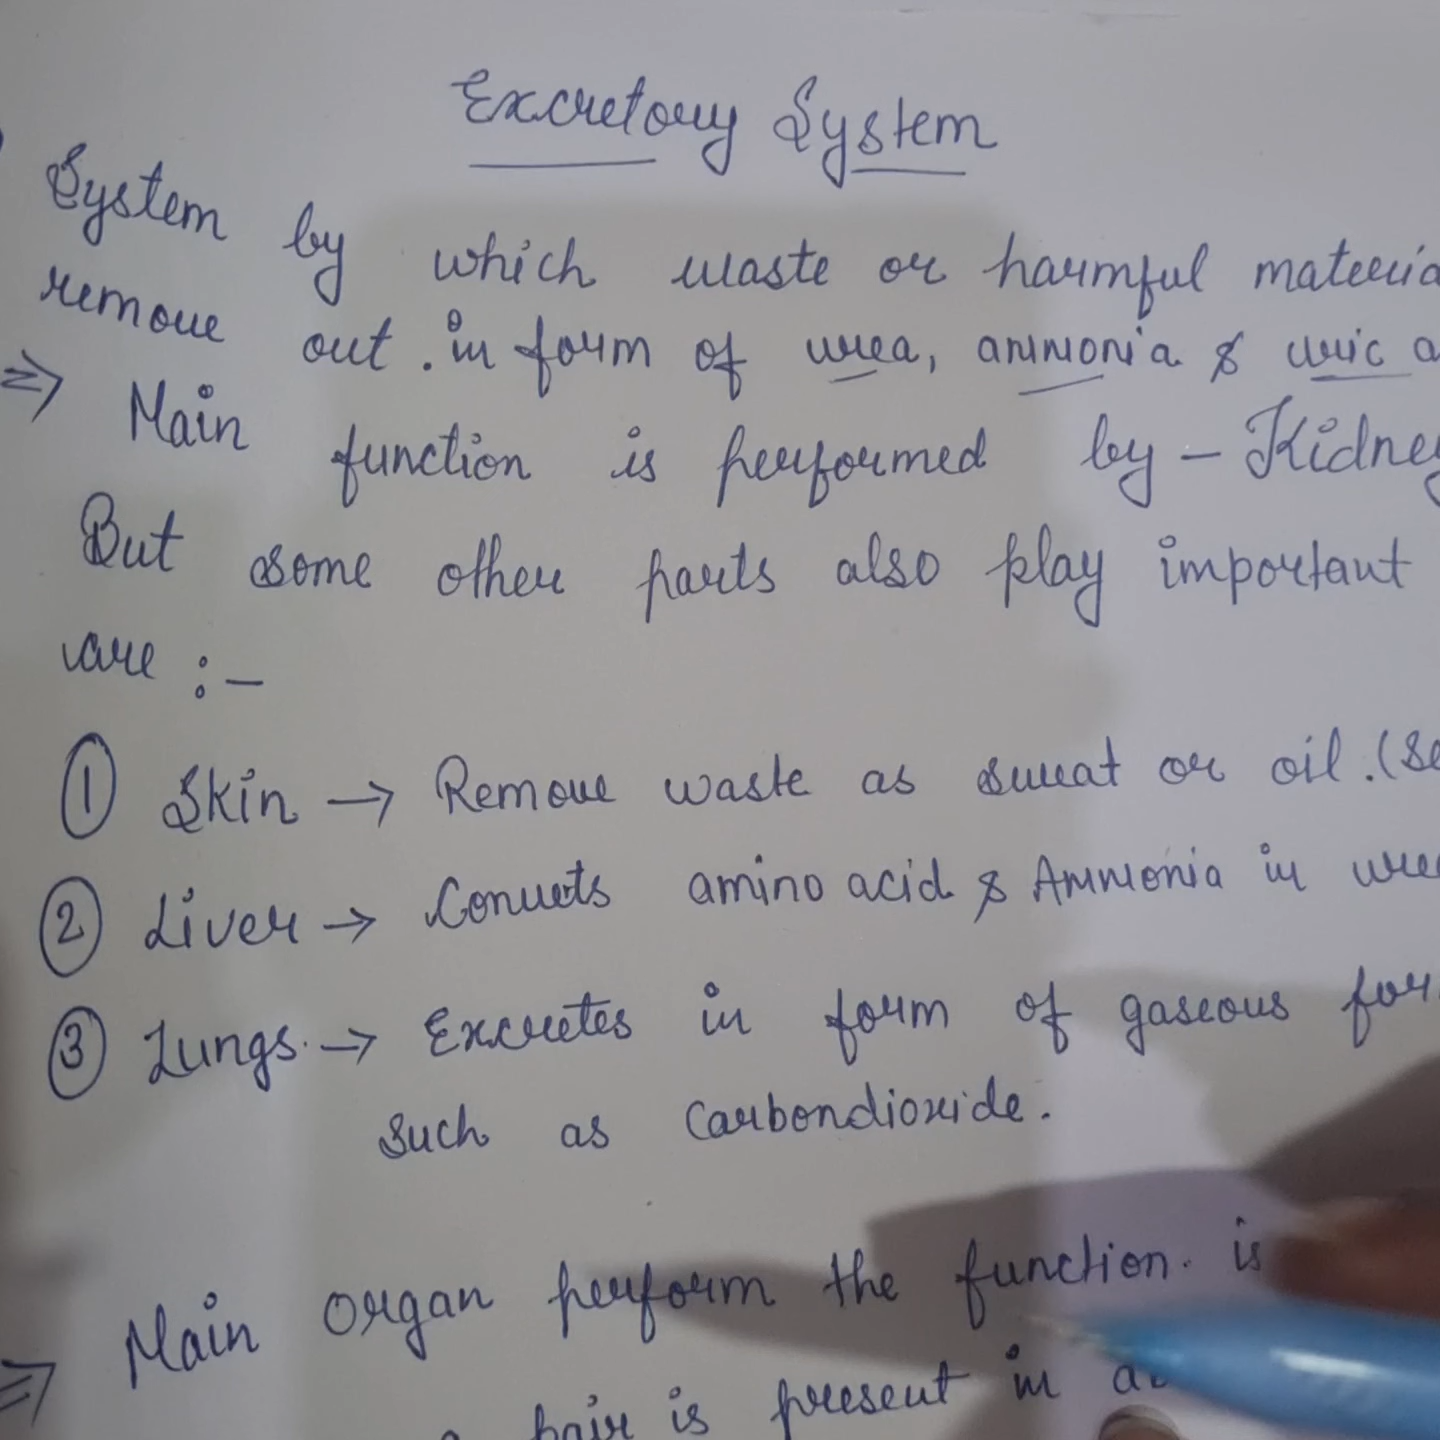 Excretory System
System by which waste or harmful materia
remove out. in form of urea, ammonia & uric a
⇒ Main function is performed by - Kidney
But some other parts also play important
are :-
① Skin → Remove waste as sweat or oil. (Se
② Liver → Converts amino acid & Ammonia in ure
③ Lungs. → Excretes in form of gaseous for
such as Carbondioxide.
⇒ Main organ perform the function. is
pair is present in